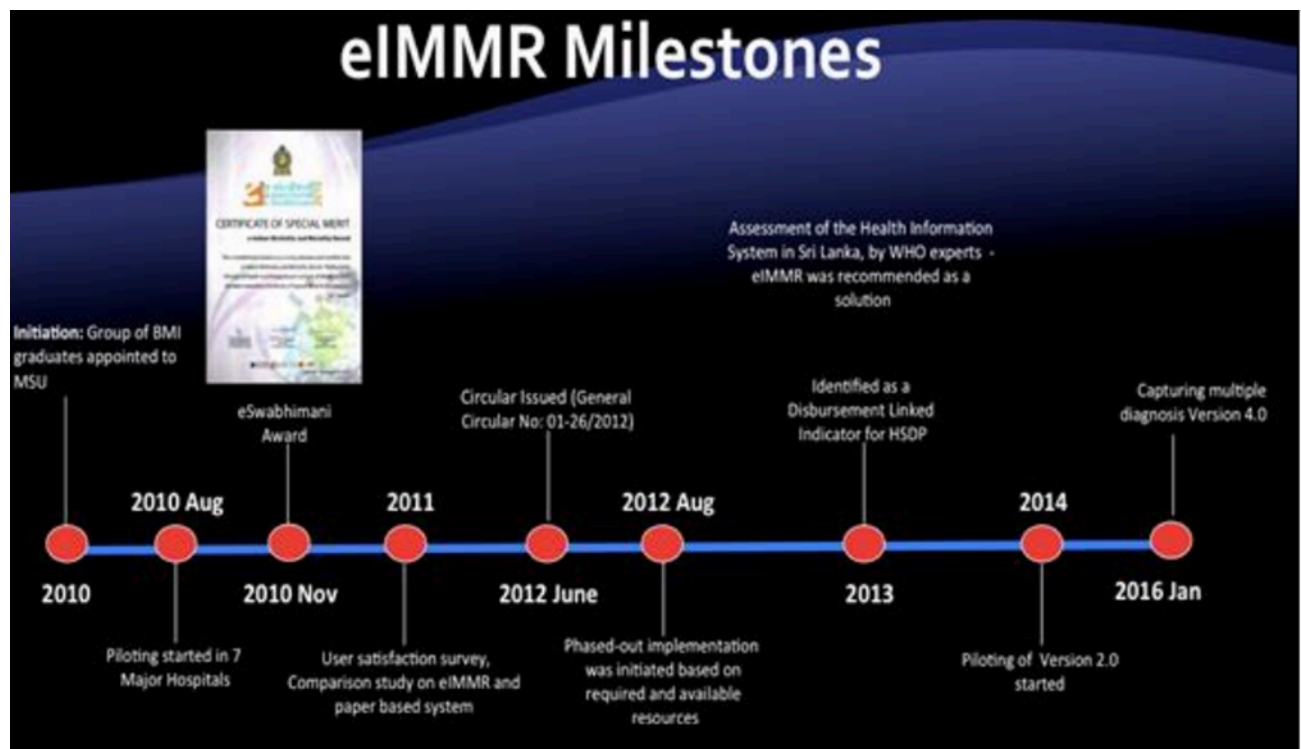 eIMMR Milestones
CERTIFICATE OF SPECIAL MERIT
Assessment of the Health Information
System in Sri Lanka, by WHO experts -
eIMMR was recommended as a
solution
Initiation: Group of BMI
graduates appointed to
MSU
eSwabhimani
Award
Circular Issued (General
Circular No: 01-26/2012)
Identified as a
Disbursement Linked
Indicator for HSDP
Capturing multiple
diagnosis Version 4.0
2010 Aug
2011
2012 Aug
2014
2010
2010 Nov
2012 June
2013
2016 Jan
Piloting started in 7
Major Hospitals
User satisfaction survey,
Comparison study on eIMMR and
paper based system
Phased-out implementation
was initiated based on
required and available
resources
Piloting of Version 2.0
started